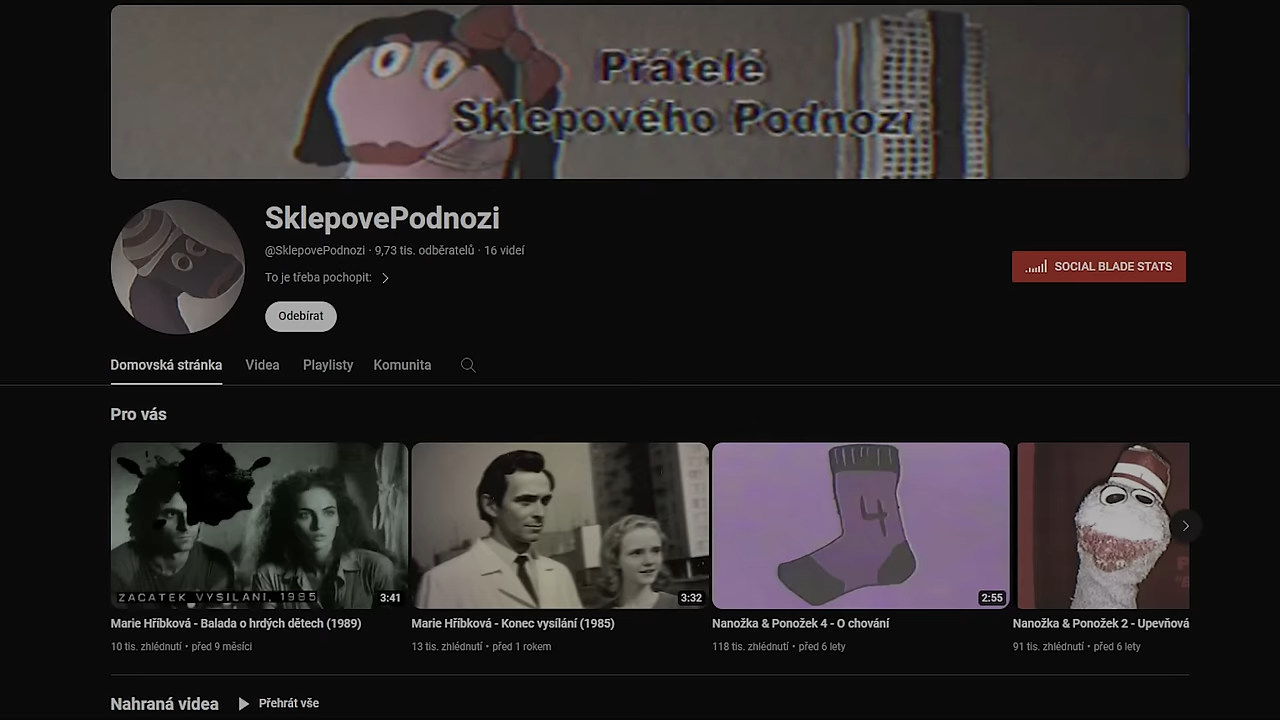 Přátelé
Sklepového Podnozí
SklepovePodnozi
@SklepovePodnozi · 9,73 tis. odběratelů · 16 videí
To je třeba pochopit:
Odebírat
SOCIAL BLADE STATS
Domovská stránka Videa Playlisty Komunita
Pro vás
ZACATEK VYSILANI, 1985 3:41
3:32
4
2:55
Marie Hříbková - Balada o hrdých dětech (1989)
10 tis. zhlédnutí · před 9 měsíci
Marie Hříbková - Konec vysílání (1985)
13 tis. zhlédnutí · před 1 rokem
Nanožka & Ponožek 4 - O chování
118 tis. zhlédnutí · před 6 lety
Nanožka & Ponožek 2 - Upevňová
91 tis. zhlédnutí · před 6 lety
Nahraná videa Přehrát vše